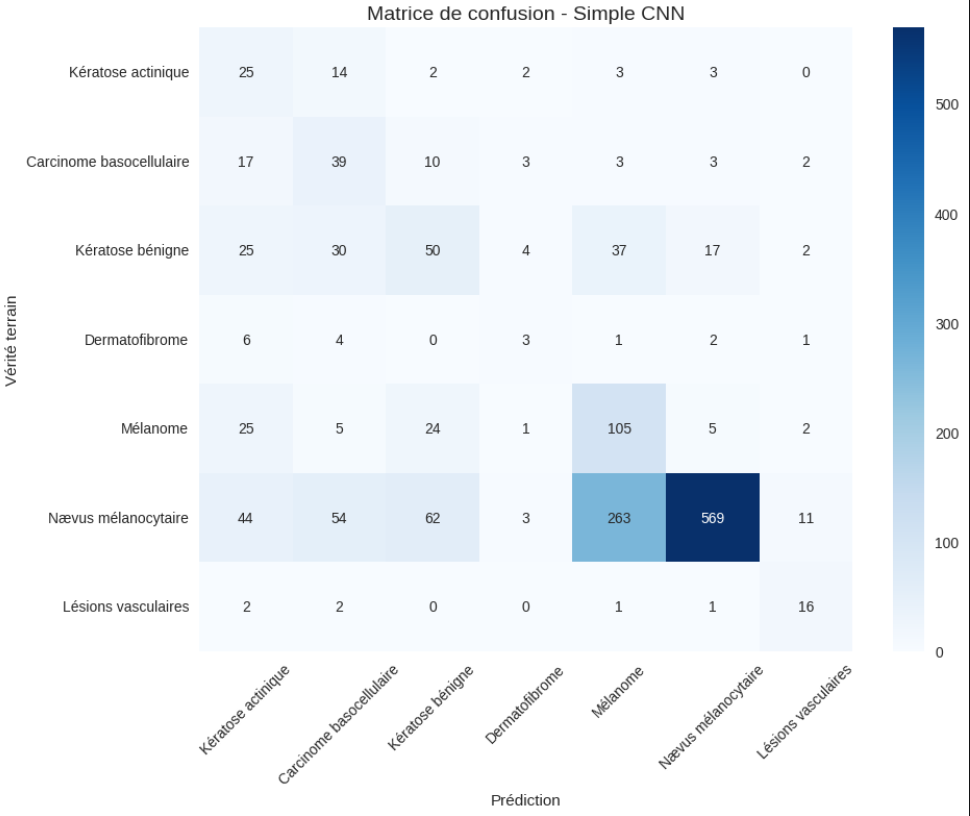 Matrice de confusion - Simple CNN
Vérité terrain
Kératose actinique 25 14 2 2 3 3 0
Carcinome basocellulaire 17 39 10 3 3 3 2
Kératose bénigne 25 30 50 4 37 17 2
Dermatofibrome 6 4 0 3 1 2 1
Mélanome 25 5 24 1 105 5 2
Nævus mélanocytaire 44 54 62 3 263 569 11
Lésions vasculaires 2 2 0 0 1 1 16
Kératose actinique
Carcinome basocellulaire
Kératose bénigne
Dermatofibrome
Mélanome
Nævus mélanocytaire
Lésions vasculaires
Prédiction
500
400
300
200
100
0